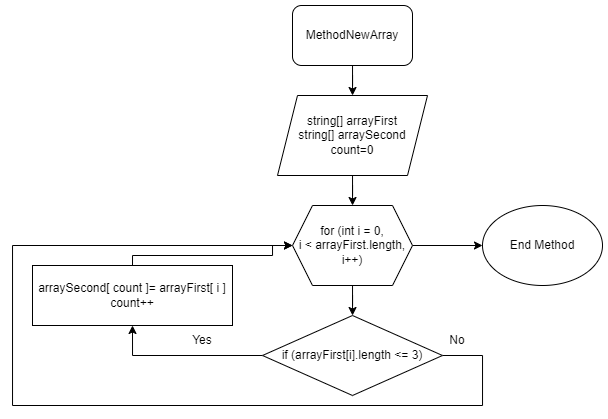 MethodNewArray
string[] arrayFirst
string[] arraySecond
count=0
for (int i = 0,
i < arrayFirst.length,
i++)
End Method
arraySecond[ count ]= arrayFirst[ i ]
count++
Yes
if (arrayFirst[i].length <= 3)
No